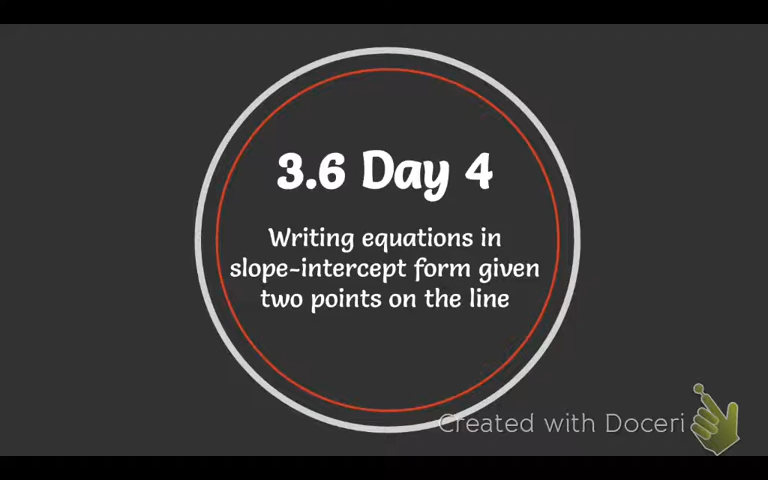 3.6 Day 4
Writing equations in
slope-intercept form given
two points on the line
Created with Doceri